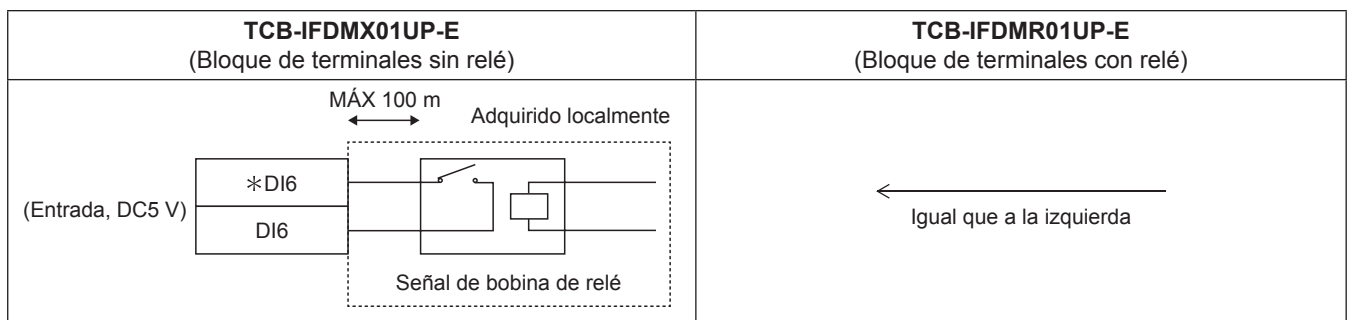 TCB-IFDMX01UP-E
(Bloque de terminales sin relé)
TCB-IFDMR01UP-E
(Bloque de terminales con relé)
MÁX 100 m
Adquirido localmente
(Entrada, DC5 V)
＊DI6
DI6
Señal de bobina de relé
Igual que a la izquierda